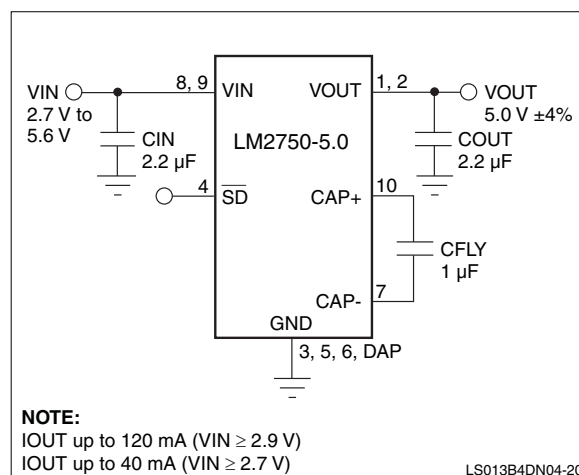 VIN
2.7 V to
5.6 V
8, 9
VIN
VOUT
1, 2
VOUT
5.0 V ±4%
CIN
2.2 µF
LM2750-5.0
COUT
2.2 µF
4
SD
CAP+
10
CFLY
1 µF
CAP-
7
GND
3, 5, 6, DAP
NOTE:
IOUT up to 120 mA (VIN ≥ 2.9 V)
IOUT up to 40 mA (VIN ≥ 2.7 V)
LS013B4DN04-20